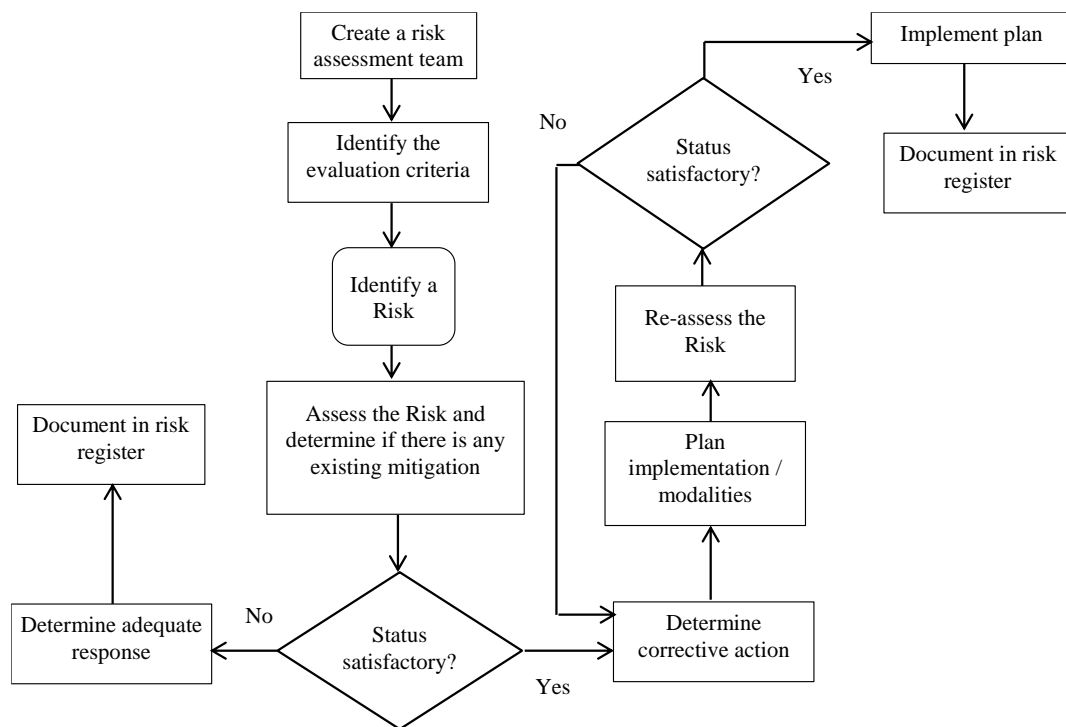 Create a risk
assessment team
Identify the
evaluation criteria
Identify a
Risk
Assess the Risk and
determine if there is any
existing mitigation
Status
satisfactory?
No
Determine adequate
response
Document in risk
register
Yes
Determine
corrective action
Plan
implementation /
modalities
Re-assess the
Risk
Status
satisfactory?
No
Yes
Implement plan
Document in risk
register